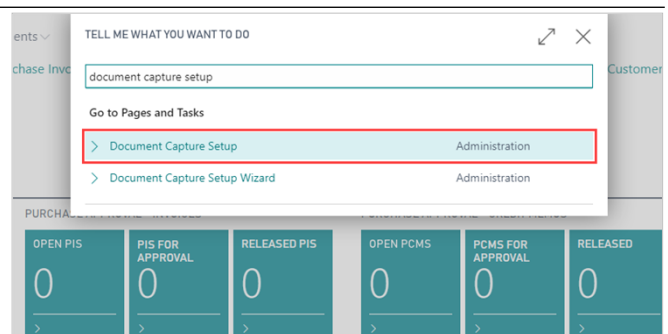 ents
TELL ME WHAT YOU WANT TO DO
chase Invo
Customer
document capture setup
Go to Pages and Tasks
Document Capture Setup Administration
Document Capture Setup Wizard Administration
OPEN PIS
PIS FOR
APPROVAL
RELEASED PIS
OPEN PCMS
PCMS FOR
APPROVAL
RELEASED
0 0 0 0 0 0